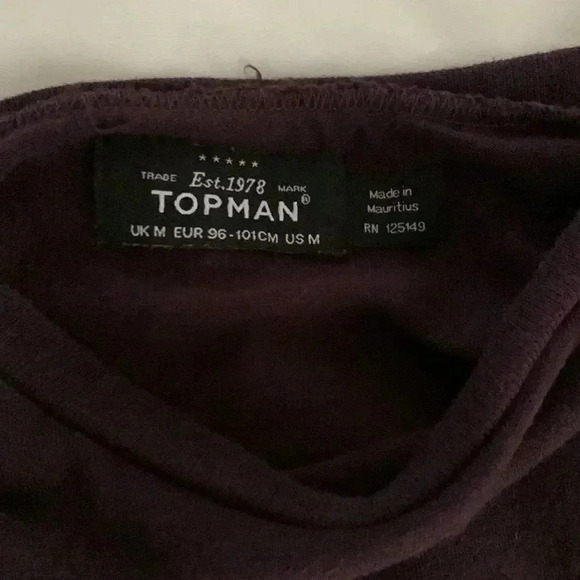 ★★★★★
TRADE Est.1978 MARK
TOPMAN®
UK M EUR 96-101CM US M
Made in
Mauritius
RN 125149